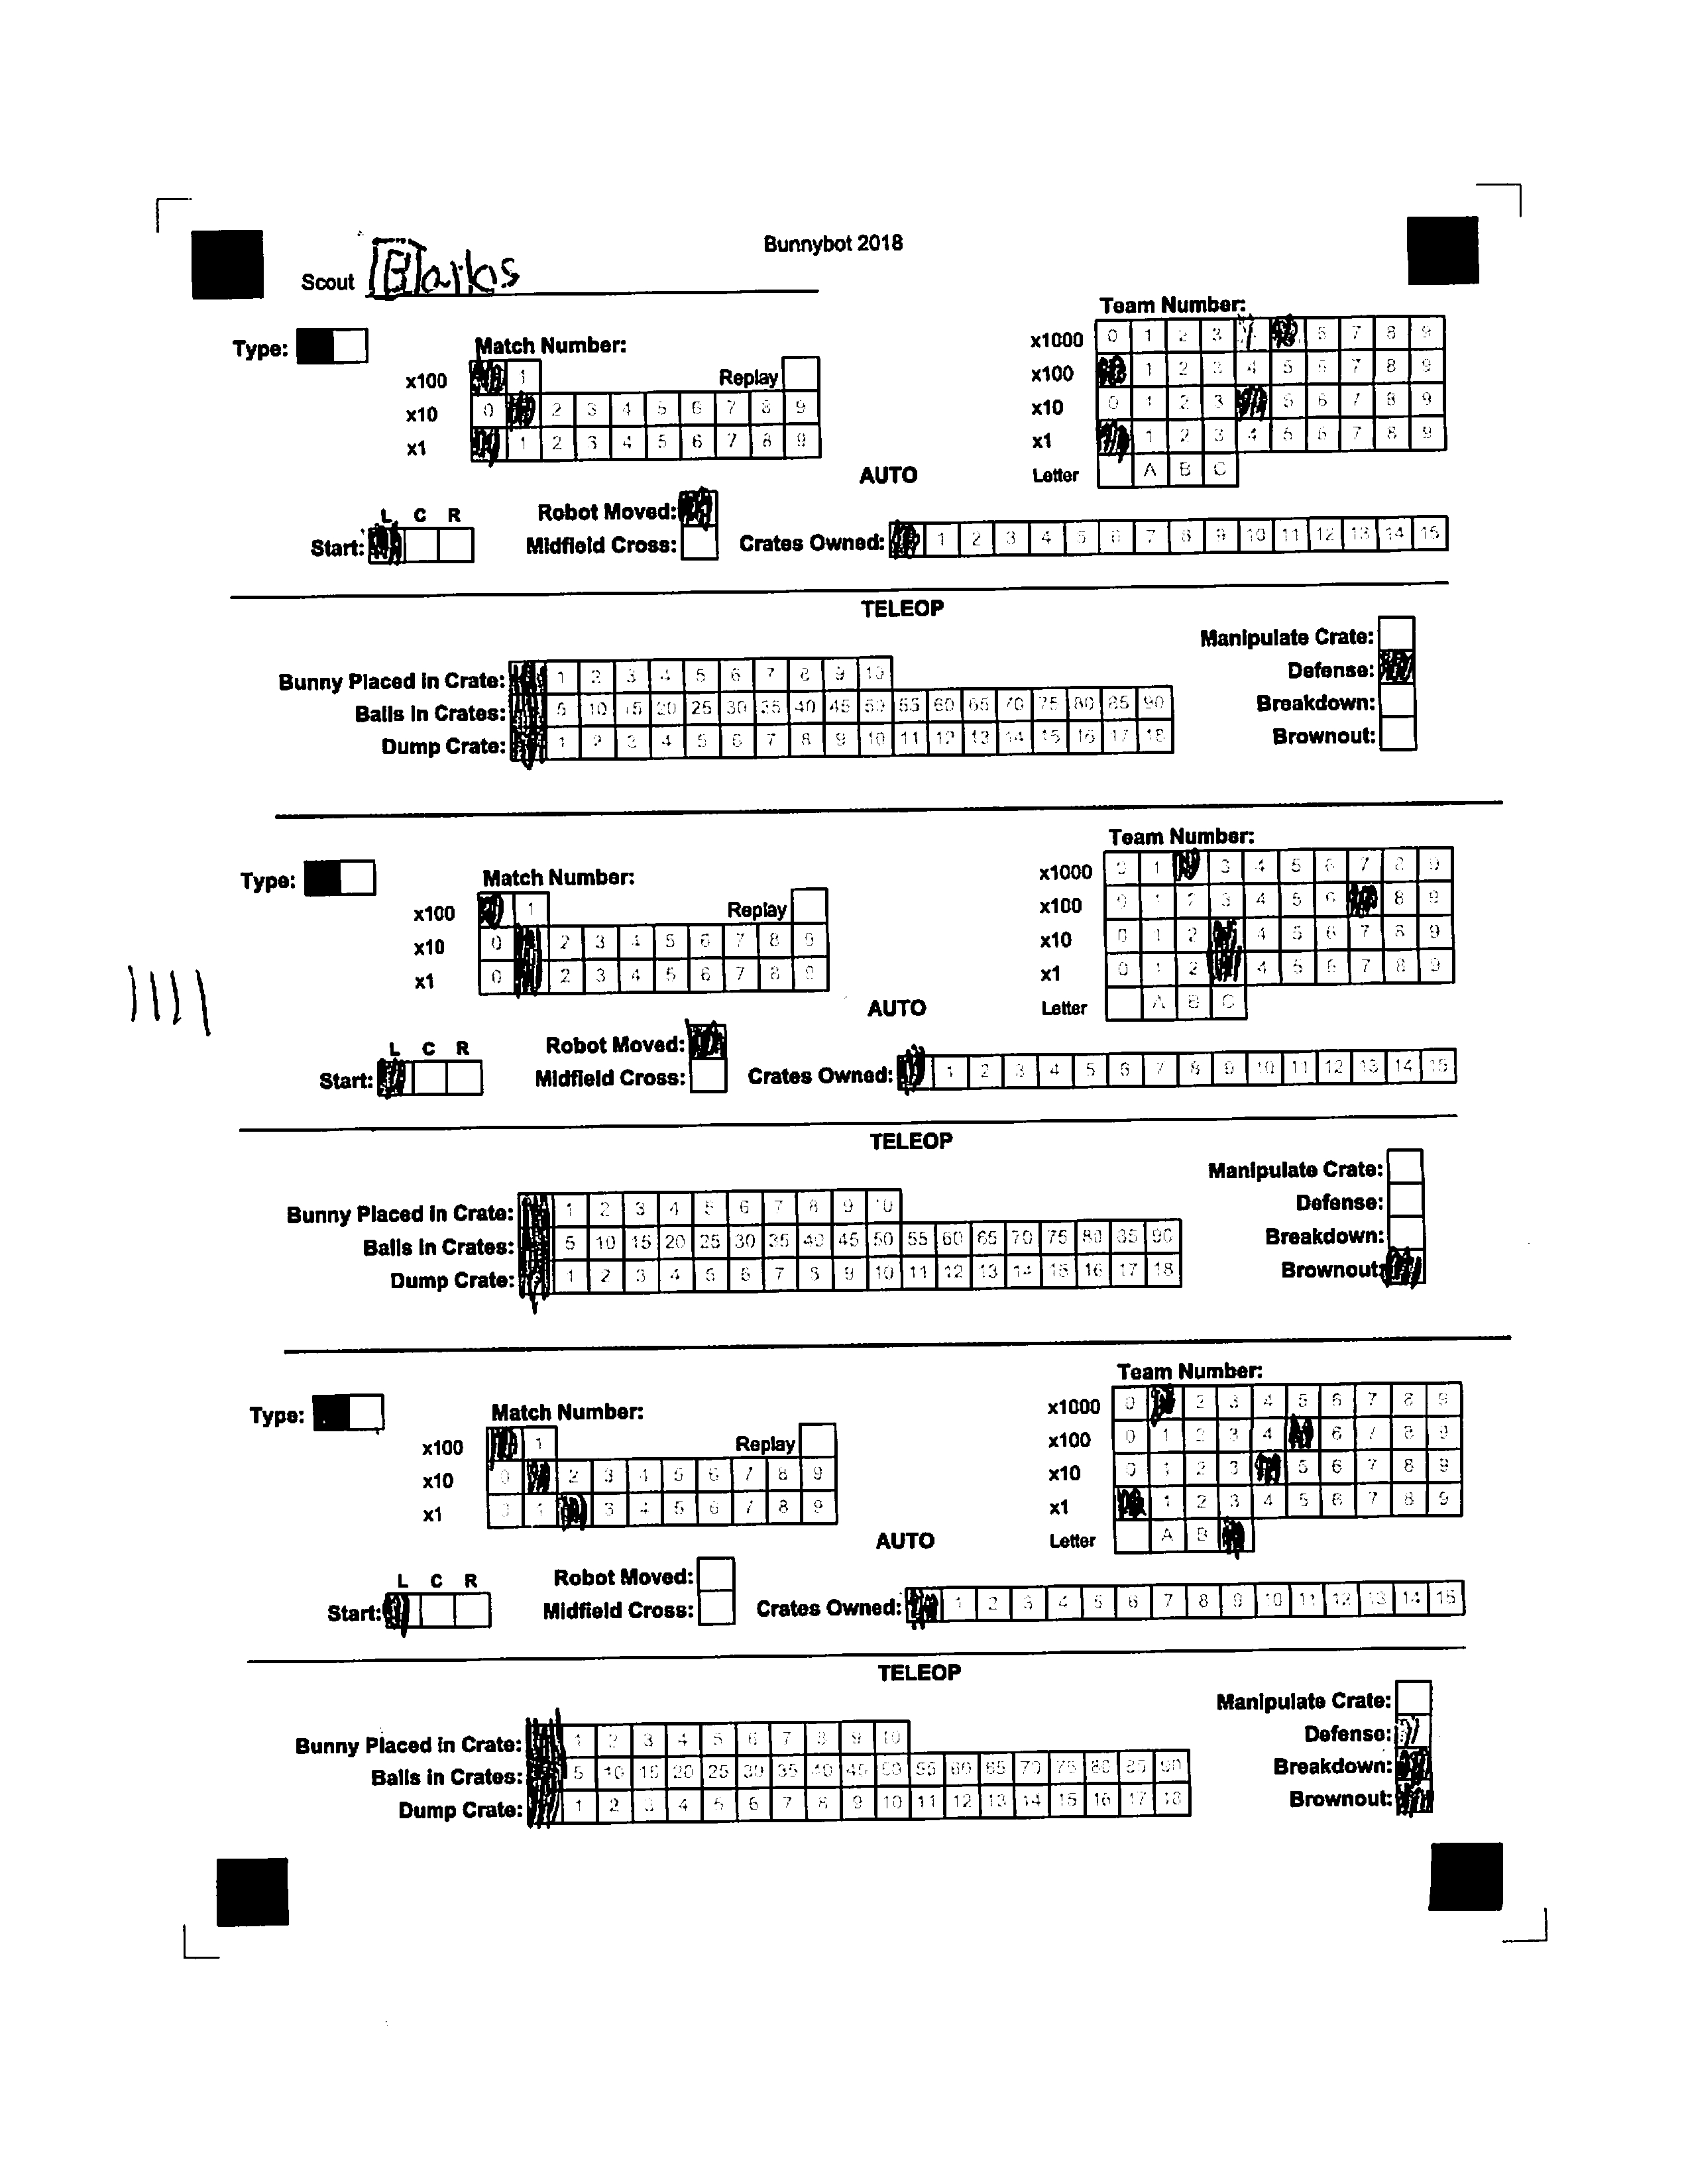 Bunnybot 2018
Scout
Team Number:
Type:
Match Number:
x1000 0 1 2 3 6 7 8 9
x100 1 Replay
x100 1 2 3 4 5 6 7 8 9
x10 0 2 3 4 5 6 7 8 9
x10 0 1 2 3 5 6 7 8 9
x1 1 2 3 4 5 6 7 8 9
x1 1 2 3 4 5 6 7 8 9
AUTO
Letter A B C
L C R
Robot Moved:
Start:
Midfield Cross:
Crates Owned: 1 2 3 4 5 6 7 8 9 10 11 12 13 14 15
TELEOP
Manipulate Crate:
Bunny Placed in Crate: 1 2 3 4 5 6 7 8 9 10
Defense:
Balls in Crates: 5 10 15 20 25 30 35 40 45 50 55 60 65 70 75 80 85 90
Breakdown:
Dump Crate: 1 2 3 4 5 6 7 8 9 10 11 12 13 14 15 16 17 18
Brownout:
Team Number:
Type:
Match Number:
x1000 0 1 3 4 5 6 7 8 9
x100 1 Replay
x100 0 1 2 3 4 5 6 8 9
x10 0 2 3 4 5 6 7 8 9
x10 0 1 2 4 5 6 7 8 9
x1 0 2 3 4 5 6 7 8 9
x1 0 1 2 4 5 6 7 8 9
AUTO
Letter A B C
L C R
Robot Moved:
Start:
Midfield Cross:
Crates Owned: 1 2 3 4 5 6 7 8 9 10 11 12 13 14 15
TELEOP
Manipulate Crate:
Bunny Placed in Crate: 1 2 3 4 5 6 7 8 9 10
Defense:
Balls in Crates: 5 10 15 20 25 30 35 40 45 50 55 60 65 70 75 80 85 90
Breakdown:
Dump Crate: 1 2 3 4 5 6 7 8 9 10 11 12 13 14 15 16 17 18
Brownout:
Team Number:
Type:
Match Number:
x1000 0 2 3 4 5 6 7 8 9
x100 1 Replay
x100 0 1 2 3 4 6 7 8 9
x10 0 2 3 4 5 6 7 8 9
x10 0 1 2 3 5 6 7 8 9
x1 0 1 3 4 5 6 7 8 9
x1 1 2 3 4 5 6 7 8 9
AUTO
Letter A B
L C R
Robot Moved:
Start:
Midfield Cross:
Crates Owned: 1 2 3 4 5 6 7 8 9 10 11 12 13 14 15
TELEOP
Manipulate Crate:
Bunny Placed in Crate: 1 2 3 4 5 6 7 8 9 10
Defense:
Balls in Crates: 5 10 15 20 25 30 35 40 45 50 55 60 65 70 75 80 85 90
Breakdown:
Dump Crate: 1 2 3 4 5 6 7 8 9 10 11 12 13 14 15 16 17 18
Brownout: